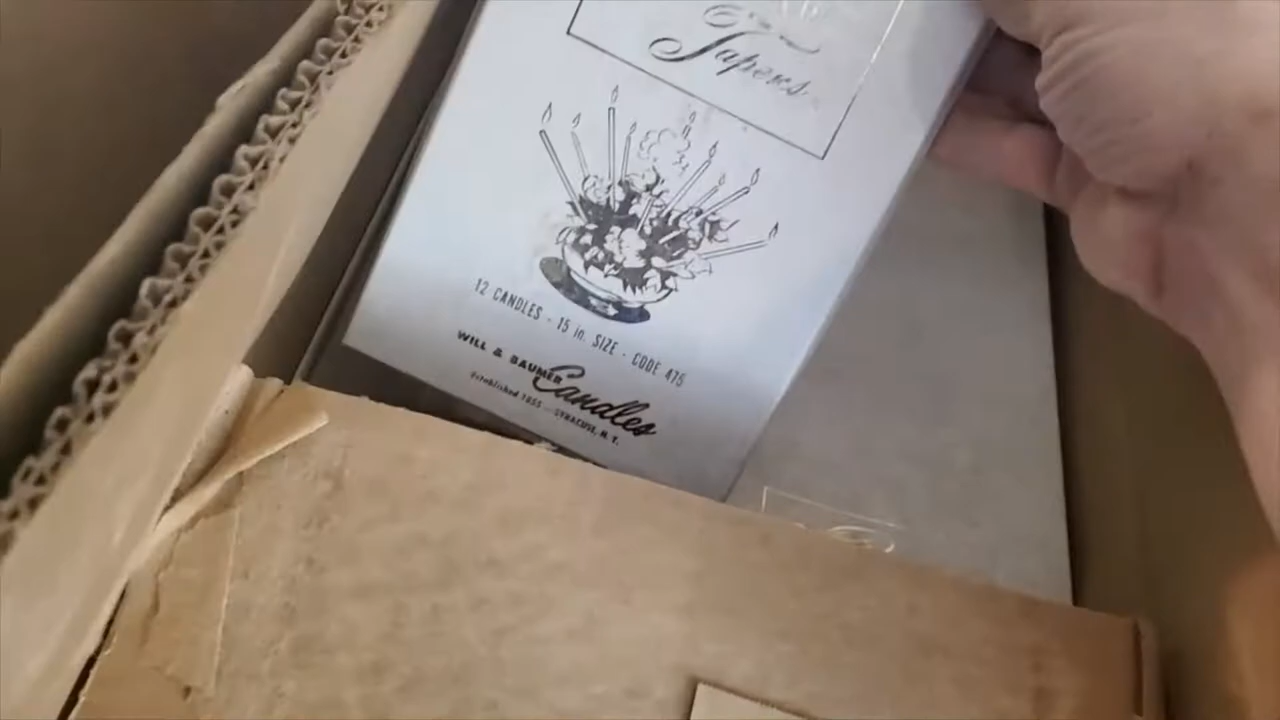 Tapers
12 CANDLES - 15 in. SIZE - CODE 475
WILL & BAUMER Candles
Established 1855 - SYRACUSE, N. Y.